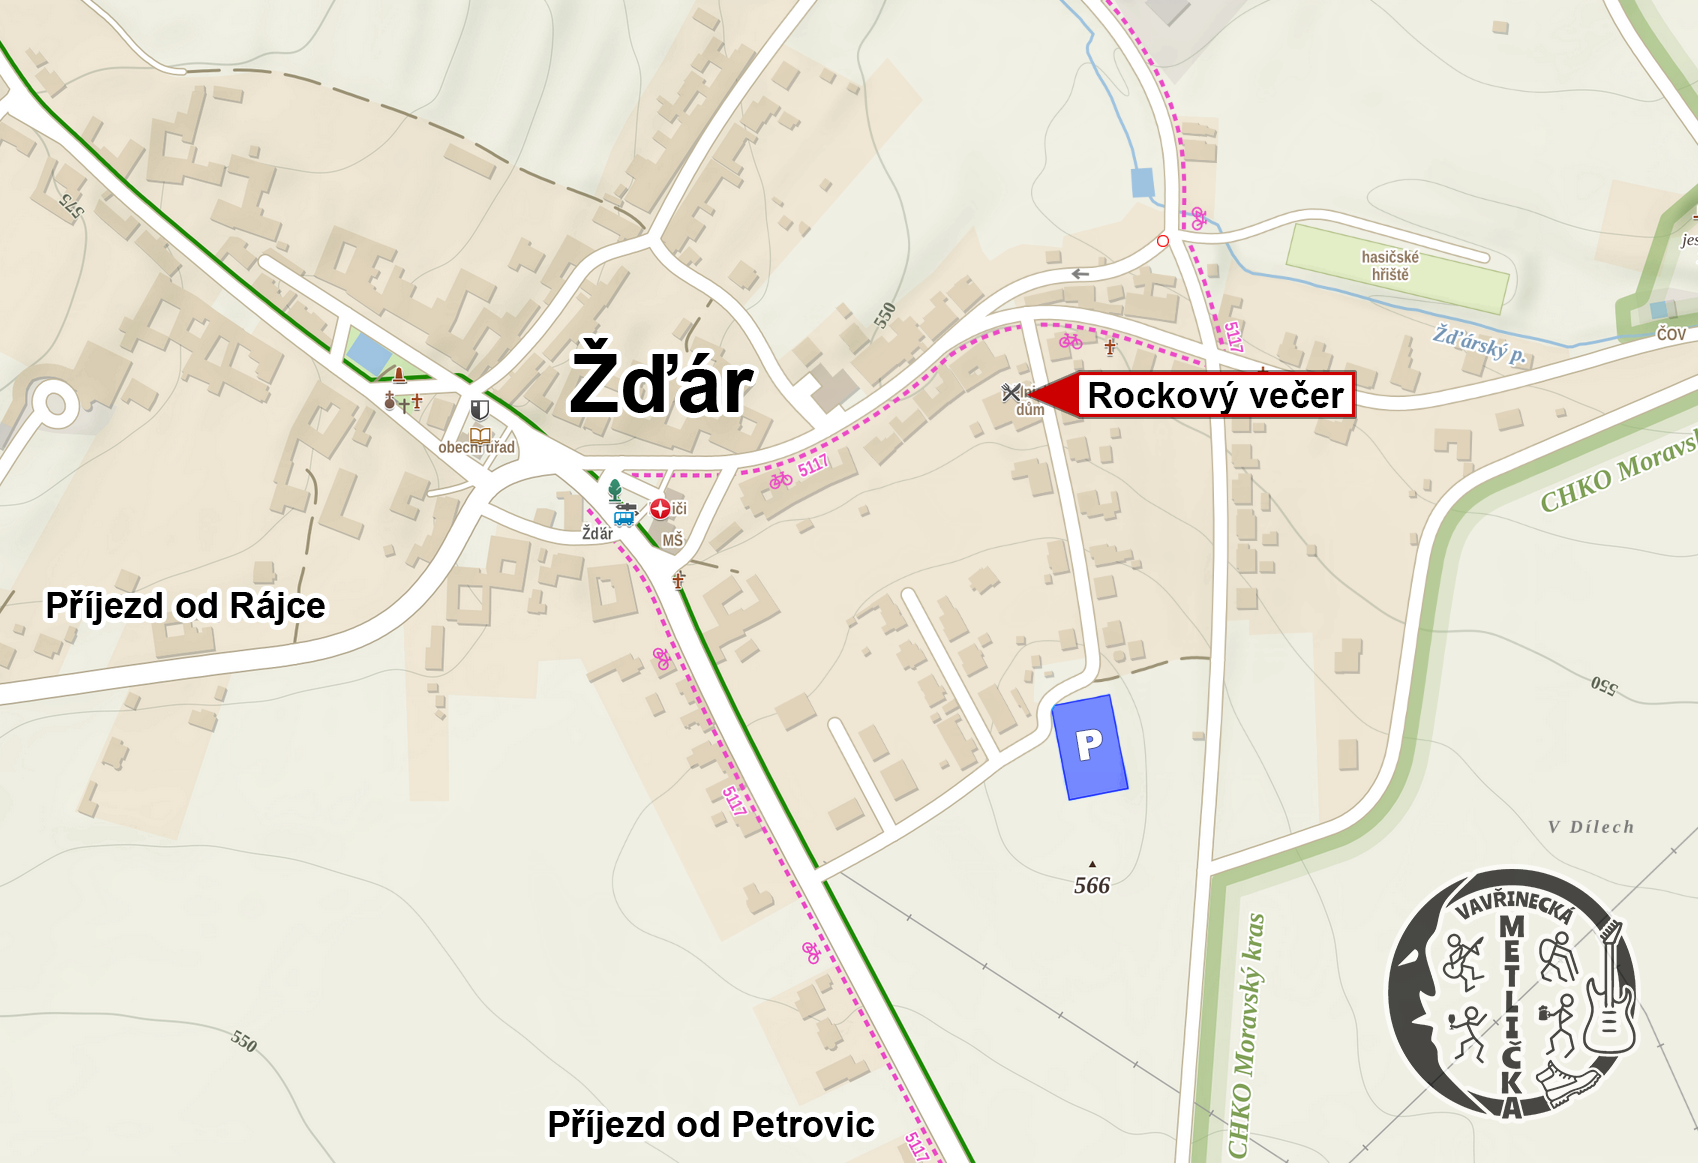 575
Žďár
550
hasičské
hřiště
5117
Žďárský p.
ČOV
dům
Rockový večer
obecní úřad
5117
CHKO Moravsk
Žďár
MŠ
Příjezd od Rájce
550
P
5117
V Dílech
566
VAVŘINECKÁ
METLIČKA
CHKO Moravský kras
550
Příjezd od Petrovic
5117